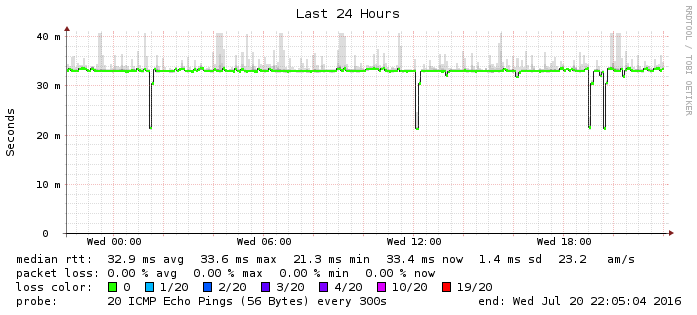 Last 24 Hours
RRDTOOL / TOBI OETIKER
Seconds
40 m
30 m
20 m
10 m
0
Wed 00:00 Wed 06:00 Wed 12:00 Wed 18:00
median rtt: 32.9 ms avg 33.6 ms max 21.3 ms min 33.4 ms now 1.4 ms sd 23.2 am/s
packet loss: 0.00 % avg 0.00 % max 0.00 % min 0.00 % now
loss color: 0 1/20 2/20 3/20 4/20 10/20 19/20
probe: 20 ICMP Echo Pings (56 Bytes) every 300s end: Wed Jul 20 22:05:04 2016